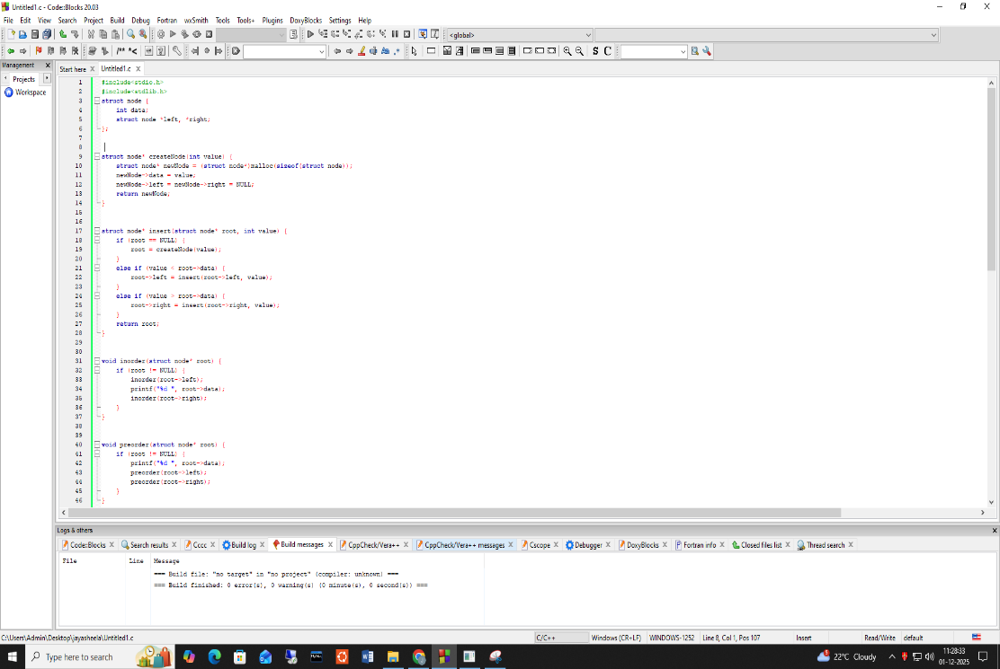 Untitled1.c - Code::Blocks 20.03
File Edit View Search Project Build Debug Fortran wxSmith Tools Tools+ Plugins DoxyBlocks Settings Help
<global>
/** *<
S C
Management X
Projects
Workspace
Start here X Untitled1.c X
1 #include<stdio.h>
2 #include<stdlib.h>
3 struct node {
4 int data;
5 struct node *left, *right;
6 };
7
8
9 struct node* createNode(int value) {
10 struct node* newNode = (struct node*)malloc(sizeof(struct node));
11 newNode->data = value;
12 newNode->left = newNode->right = NULL;
13 return newNode;
14 }
15
16
17 struct node* insert(struct node* root, int value) {
18 if (root == NULL) {
19 root = createNode(value);
20 }
21 else if (value < root->data) {
22 root->left = insert(root->left, value);
23 }
24 else if (value > root->data) {
25 root->right = insert(root->right, value);
26 }
27 return root;
28 }
29
30
31 void inorder(struct node* root) {
32 if (root != NULL) {
33 inorder(root->left);
34 printf("%d ", root->data);
35 inorder(root->right);
36 }
37 }
38
39
40 void preorder(struct node* root) {
41 if (root != NULL) {
42 printf("%d ", root->data);
43 preorder(root->left);
44 preorder(root->right);
45 }
46 }
Logs & others X
Code::Blocks X Search results X Cccc X Build log X Build messages X CppCheck/Vera++ X CppCheck/Vera++ messages X Cscope X Debugger X DoxyBlocks X Fortran info X Closed files list X Thread search X
File Line Message
=== Build file: "no target" in "no project" (compiler: unknown) ===
=== Build finished: 0 error(s), 0 warning(s) (0 minute(s), 0 second(s)) ===
C:\Users\Admin\Desktop\jayasheela\Untitled1.c C/C++ Windows (CR+LF) WINDOWS-1252 Line 8, Col 1, Pos 107 Insert Read/Write default
Type here to search 22°C Cloudy 11:28:33
01-12-2025